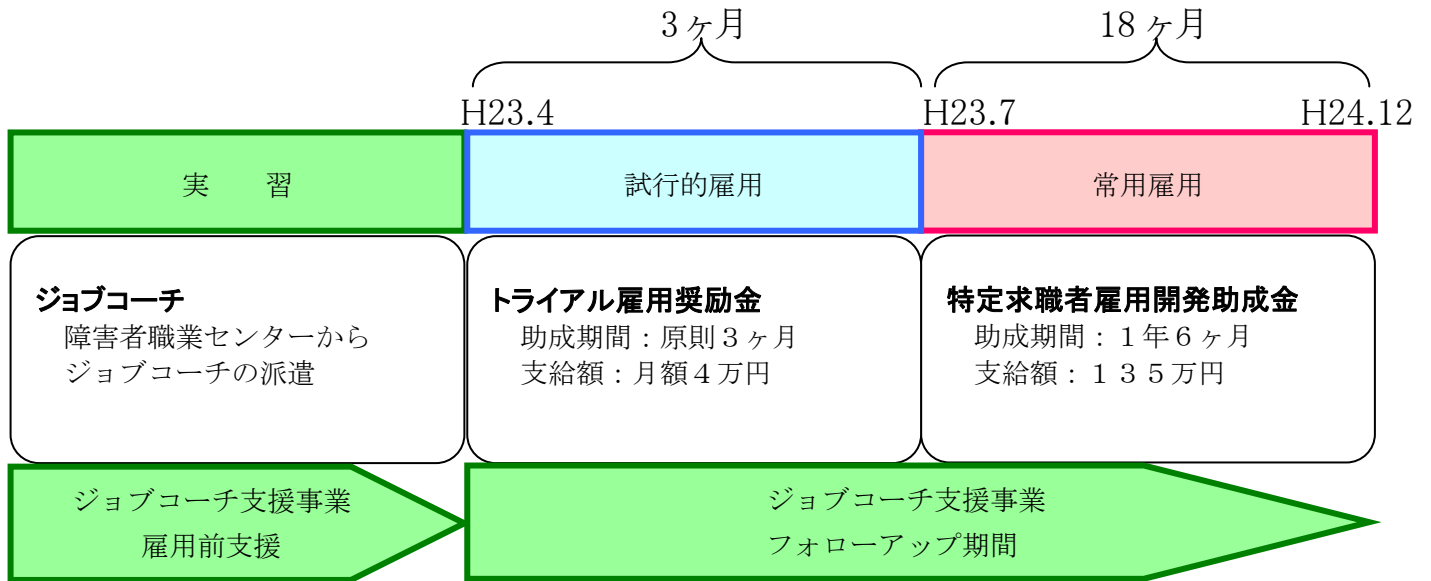 3ヶ月
18ヶ月
H23.4
H23.7
H24.12
実　習
試行的雇用
常用雇用
ジョブコーチ
障害者職業センターから
ジョブコーチの派遣
トライアル雇用奨励金
助成期間：原則３ヶ月
支給額：月額４万円
特定求職者雇用開発助成金
助成期間：１年６ヶ月
支給額：１３５万円
ジョブコーチ支援事業
雇用前支援
ジョブコーチ支援事業
フォローアップ期間